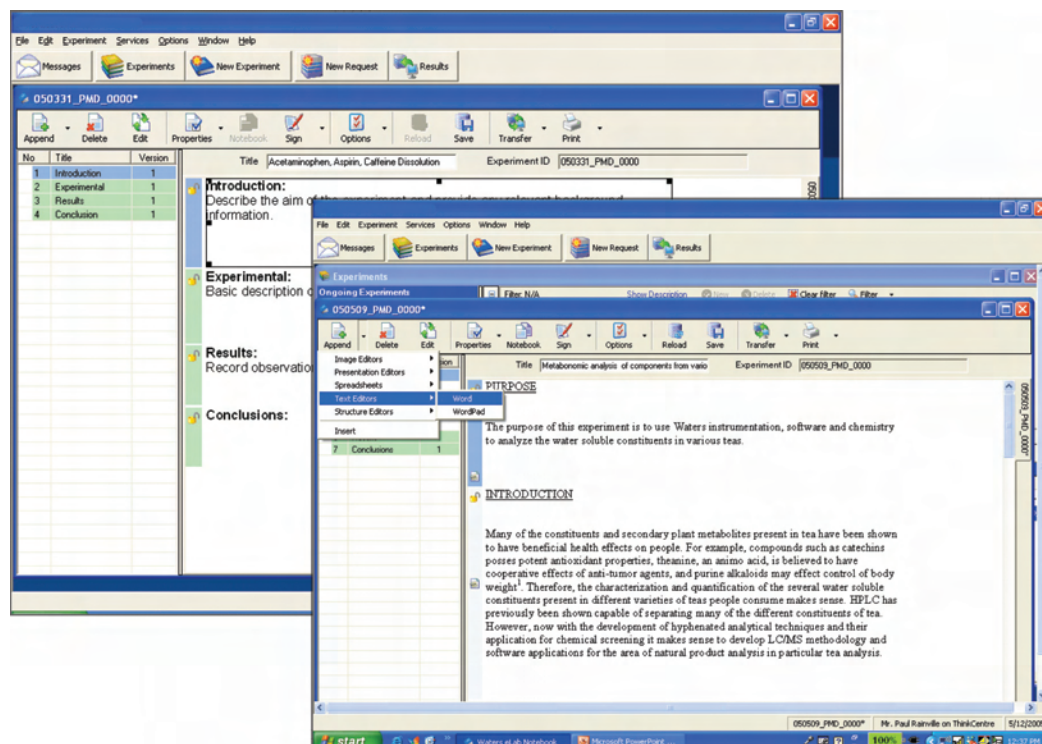 File Edit Experiment Services Options Window Help
Messages Experiments New Experiment New Request Results
050331_PMD_0000*
Append Delete Edit Properties Notebook Sign Options Reload Save Transfer Print
No Title Version
Title Acetaminophen, Aspirin, Caffeine Dissolution Experiment ID 050331_PMD_0000
1 Introduction 1
2 Experimental 1
3 Results 1
4 Conclusion 1
Introduction:
Describe the aim of the experiment and provide any relevant background
information.
Experimental:
Basic description
Results:
Record observatio
Conclusions:
File Edit Experiment Services Options Window Help
Messages Experiments New Experiment New Request Results
Experiments
Ongoing Experiments Filter: N/A Show Description New Delete Clear filter Filter
050509_PMD_0000*
Append Delete Edit Properties Notebook Sign Options Reload Save Transfer Print
Title Metabonomic analysis of components from vario Experiment ID 050509_PMD_0000
Image Editors
Presentation Editors
Spreadsheets
Text Editors
Structure Editors
Insert
Word
WordPad
7 Conclusions 1
PURPOSE
The purpose of this experiment is to use Waters instrumentation, software and chemistry
to analyze the water soluble constituents in various teas.
INTRODUCTION
Many of the constituents and secondary plant metabolites present in tea have been shown
to have beneficial health effects on people. For example, compounds such as catechins
posses potent antioxidant properties, theanine, an animo acid, is believed to have
cooperative effects of anti-tumor agents, and purine alkaloids may effect control of body
weight¹. Therefore, the characterization and quantification of the several water soluble
constituents present in different varieties of teas people consume makes sense. HPLC has
previously been shown capable of separating many of the different constituents of tea.
However, now with the development of hyphenated analytical techniques and their
application for chemical screening it makes sense to develop LC/MS methodology and
software applications for the area of natural product analysis in particular tea analysis.
050509_PMD_0000*
050509_PMD_0000* Mr. Paul Rainville on ThinkCentre 5/12/200
start Waters eLab Notebook Microsoft PowerPoint ... 100% 12:37 PM